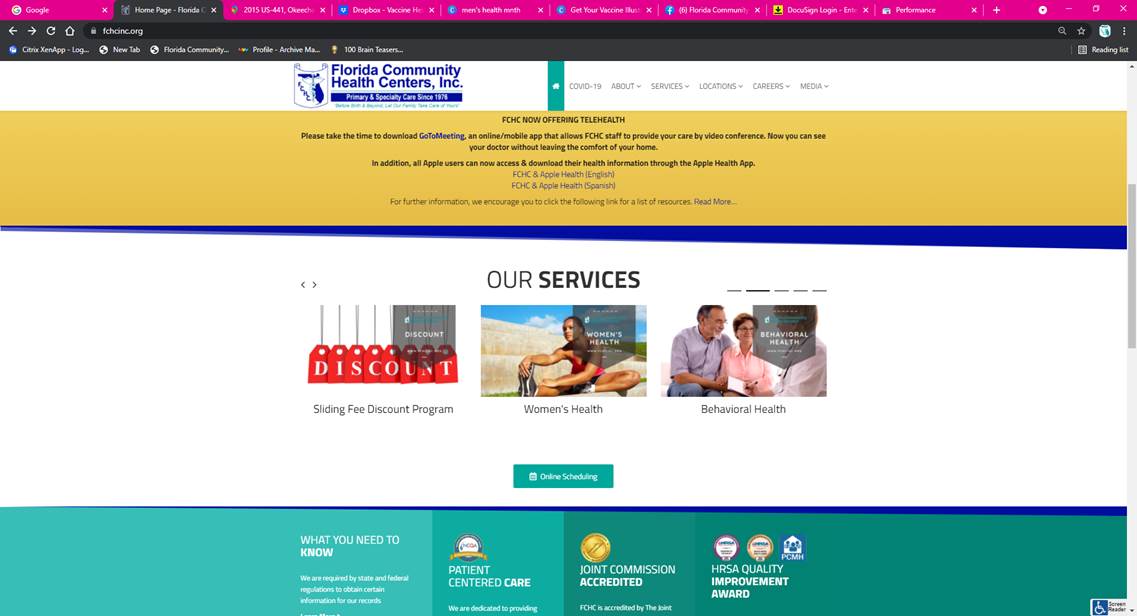 Google
Home Page - Florida C
2015 US-441, Okeech
Dropbox - Vaccine He
men's health mnth
Get Your Vaccine Illus
(6) Florida Community
DocuSign Login - Ente
Performance
fchcinc.org
Citrix XenApp - Log...
New Tab
Florida Community...
Profile - Archive Ma...
100 Brain Teasers...
Reading list
FCHC
Florida Community
Health Centers, Inc.
Primary & Specialty Care Since 1976
"Before Birth & Beyond, Let Our Family Take Care of Yours"
COVID-19
ABOUT
SERVICES
LOCATIONS
CAREERS
MEDIA
FCHC NOW OFFERING TELEHEALTH
Please take the time to download GoToMeeting, an online/mobile app that allows FCHC staff to provide your care by video conference. Now you can see
your doctor without leaving the comfort of your home.
In addition, all Apple users can now access & download their health information through the Apple Health App.
FCHC & Apple Health (English)
FCHC & Apple Health (Spanish)
For further information, we encourage you to click the following link for a list of resources. Read More...
OUR SERVICES
DISCOUNT
DISCOUNT
WOMEN'S
HEALTH
BEHAVIORAL
HEALTH
Sliding Fee Discount Program
Women's Health
Behavioral Health
Online Scheduling
WHAT YOU NEED TO
KNOW
We are required by state and federal
regulations to obtain certain
information for our records
Learn More >
NCQA
PATIENT
CENTERED CARE
We are dedicated to providing
JOINT COMMISSION
ACCREDITED
FCHC is accredited by The Joint
PCMH
HRSA QUALITY
IMPROVEMENT
AWARD
Screen
Reader